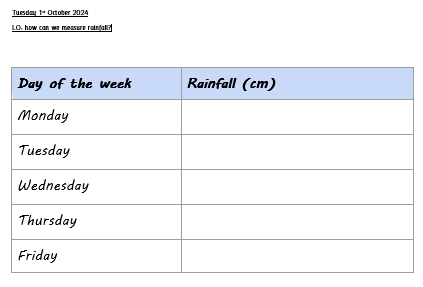 Tuesday 1st October 2024
L.O. how can we measure rainfall?
Day of the week Rainfall (cm)
Monday
Tuesday
Wednesday
Thursday
Friday